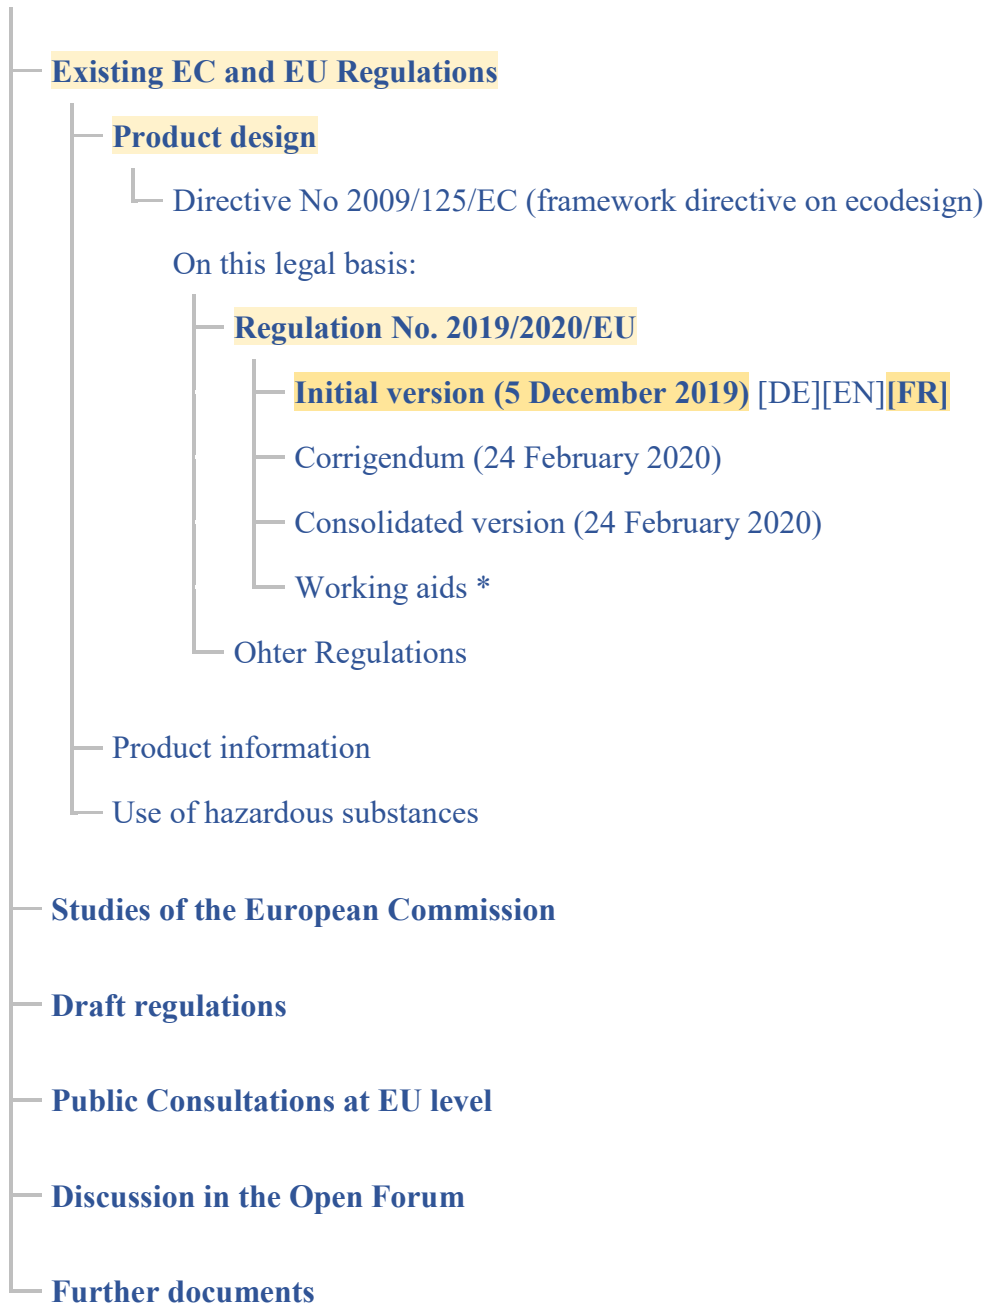 Existing EC and EU Regulations
Product design
Directive No 2009/125/EC (framework directive on ecodesign)
On this legal basis:
Regulation No. 2019/2020/EU
Initial version (5 December 2019) [DE][EN][FR]
Corrigendum (24 February 2020)
Consolidated version (24 February 2020)
Working aids *
Ohter Regulations
Product information
Use of hazardous substances
Studies of the European Commission
Draft regulations
Public Consultations at EU level
Discussion in the Open Forum
Further documents